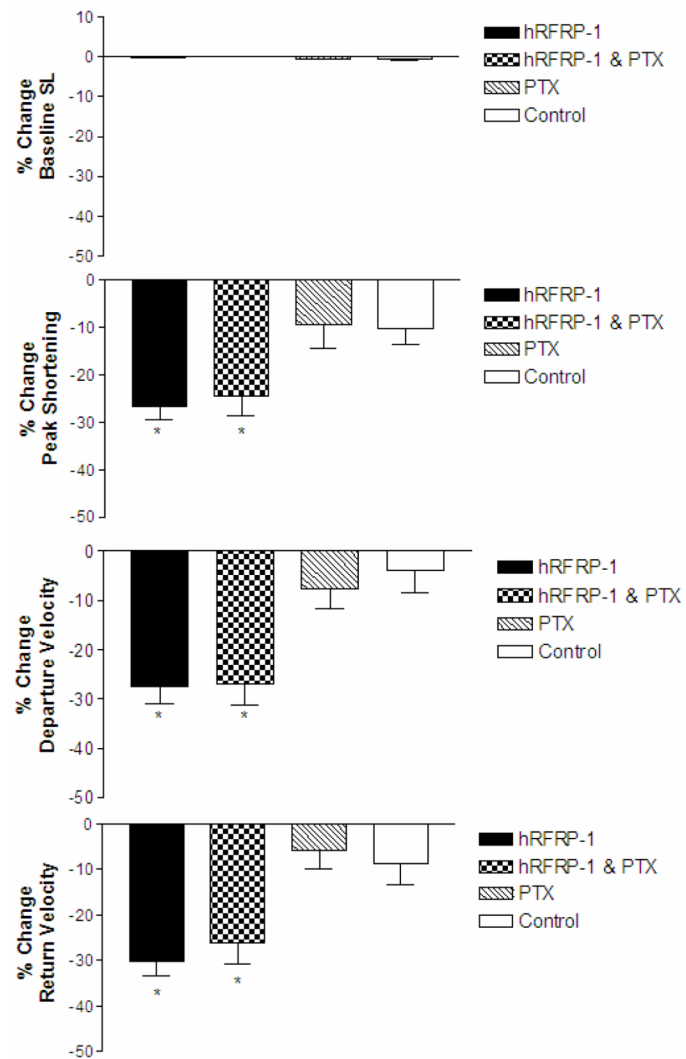 10
0
-10
-20
-30
-40
-50
% Change
Baseline SL
hRFRP-1
hRFRP-1 & PTX
PTX
Control
0
-10
-20
-30
-40
-50
% Change
Peak Shortening
* *
hRFRP-1
hRFRP-1 & PTX
PTX
Control
0
-10
-20
-30
-40
-50
% Change
Departure Velocity
* *
hRFRP-1
hRFRP-1 & PTX
PTX
Control
0
-10
-20
-30
-40
-50
% Change
Return Velocity
* *
hRFRP-1
hRFRP-1 & PTX
PTX
Control